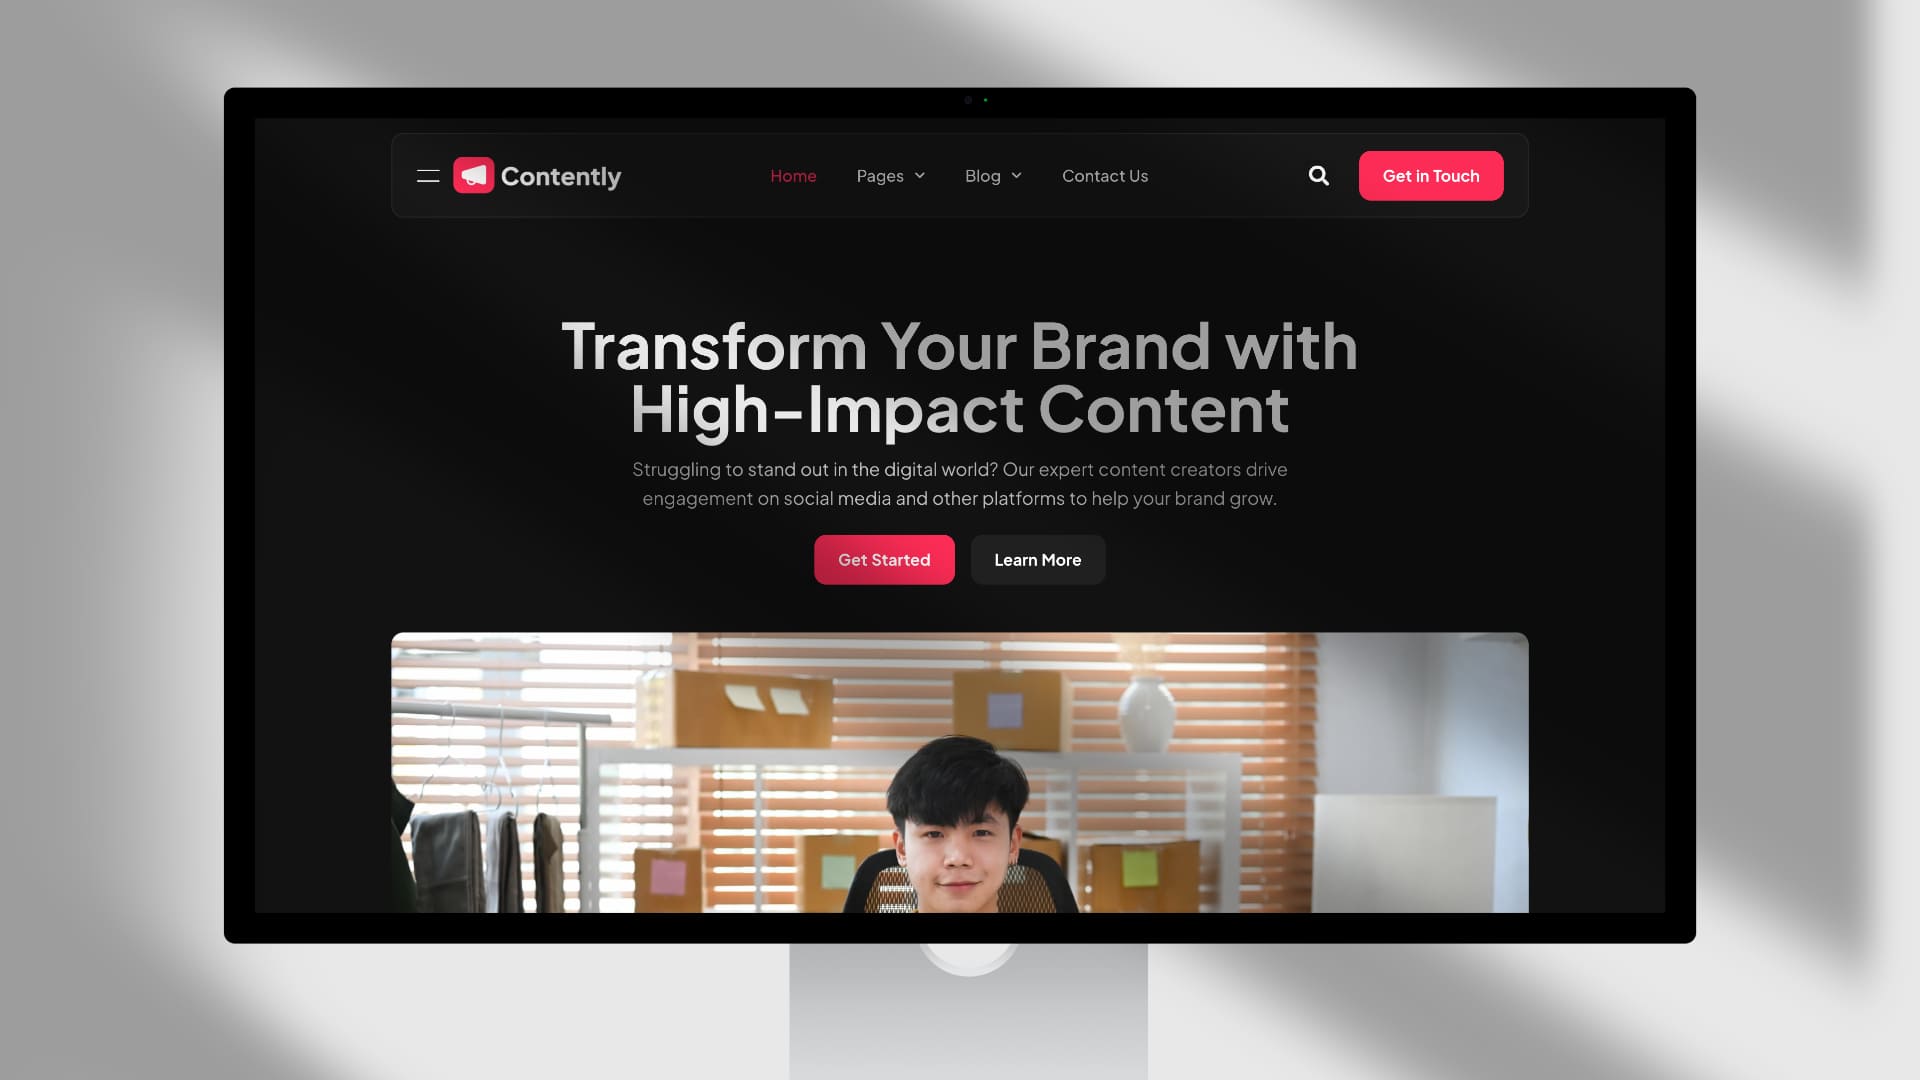 Contently
Home
Pages
Blog
Contact Us
Get in Touch
Transform Your Brand with
High-Impact Content
Struggling to stand out in the digital world? Our expert content creators drive
engagement on social media and other platforms to help your brand grow.
Get Started
Learn More